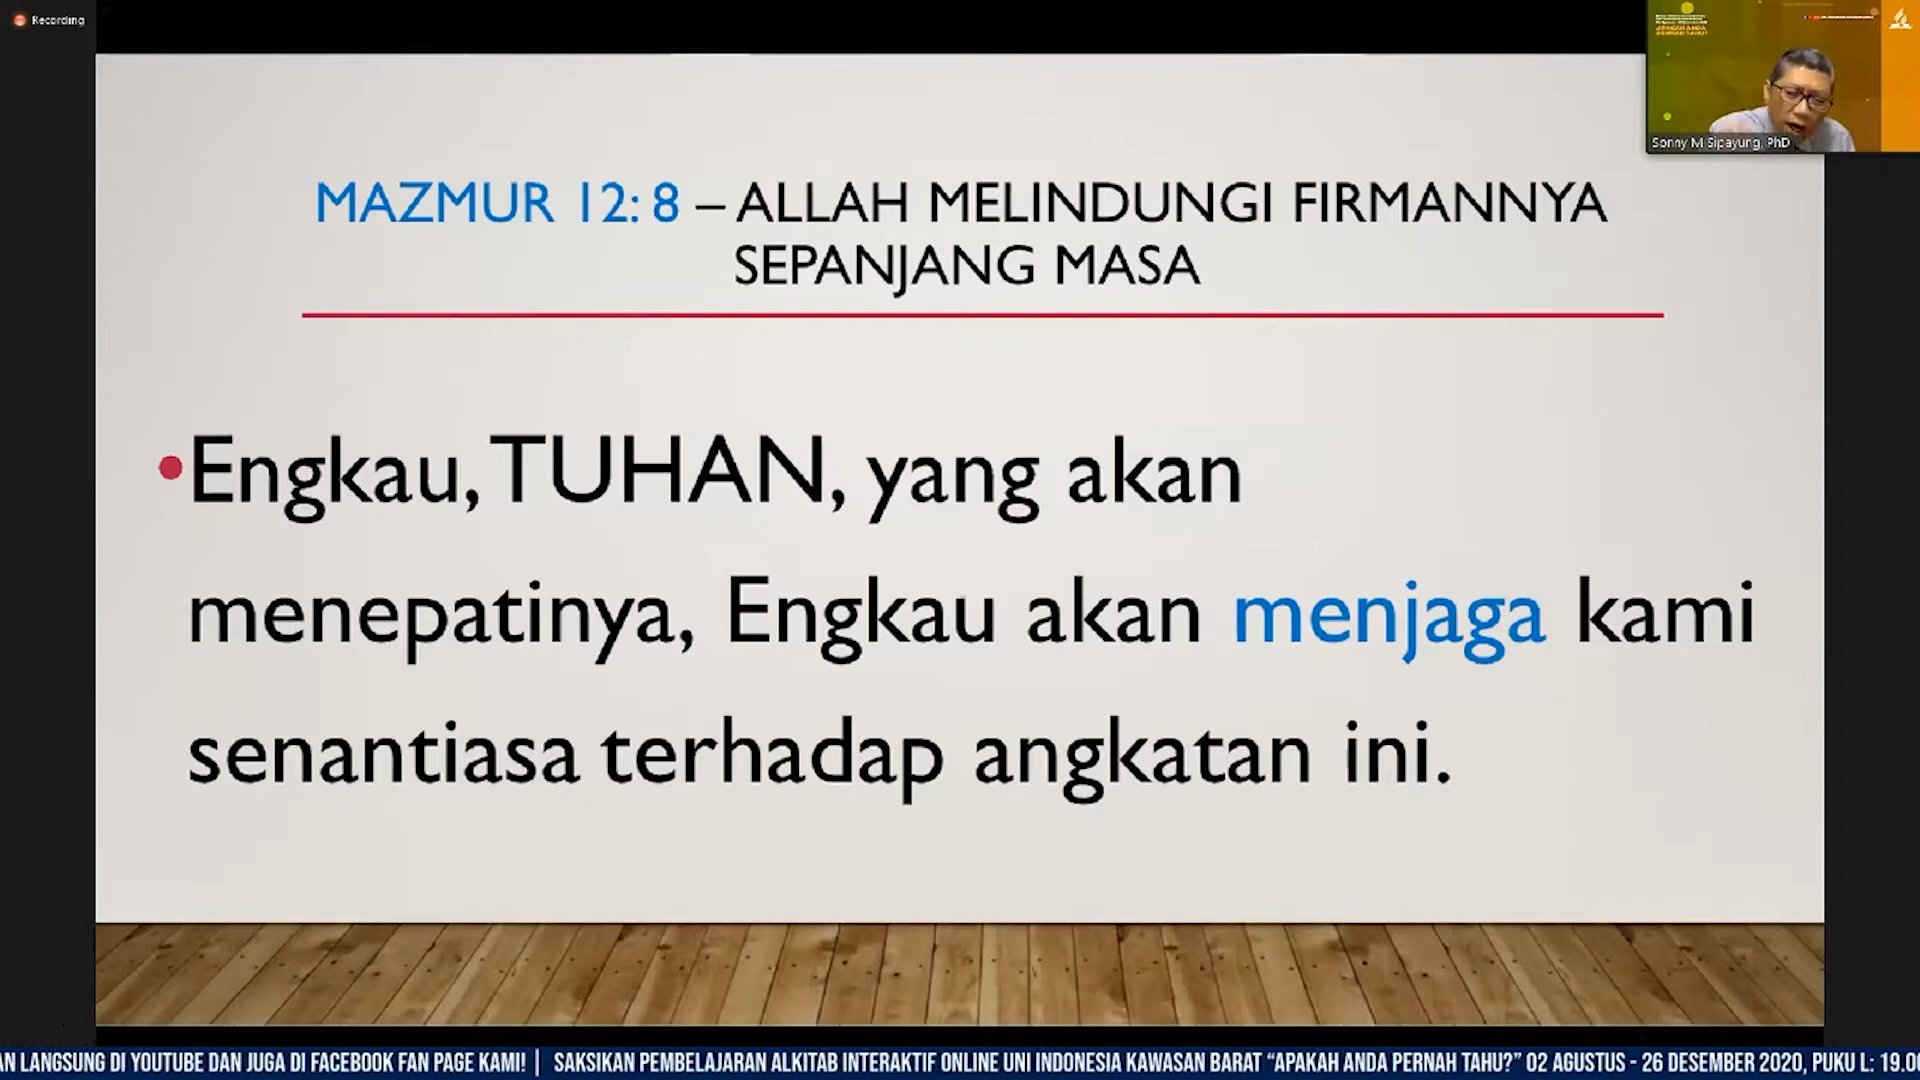 Recording
Sonny M Sipayung, PhD
MAZMUR 12: 8 – ALLAH MELINDUNGI FIRMANNYA
SEPANJANG MASA
•Engkau, TUHAN, yang akan
menepatinya, Engkau akan menjaga kami
senantiasa terhadap angkatan ini.
AN LANGSUNG DI YOUTUBE DAN JUGA DI FACEBOOK FAN PAGE KAMI! | SAKSIKAN PEMBELAJARAN ALKITAB INTERAKTIF ONLINE UNI INDONESIA KAWASAN BARAT “APAKAH ANDA PERNAH TAHU?” 02 AGUSTUS - 26 DESEMBER 2020, PUKU L: 19.00